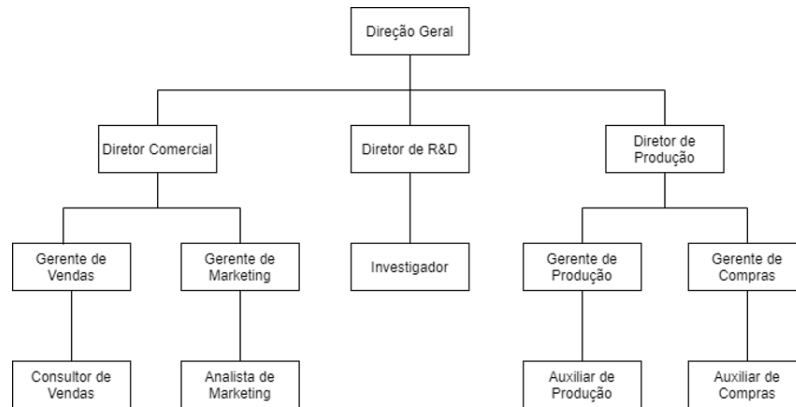 Direção Geral
Diretor Comercial
Diretor de R&D
Diretor de
Produção
Gerente de
Vendas
Gerente de
Marketing
Investigador
Gerente de
Produção
Gerente de
Compras
Consultor de
Vendas
Analista de
Marketing
Auxiliar de
Produção
Auxiliar de
Compras